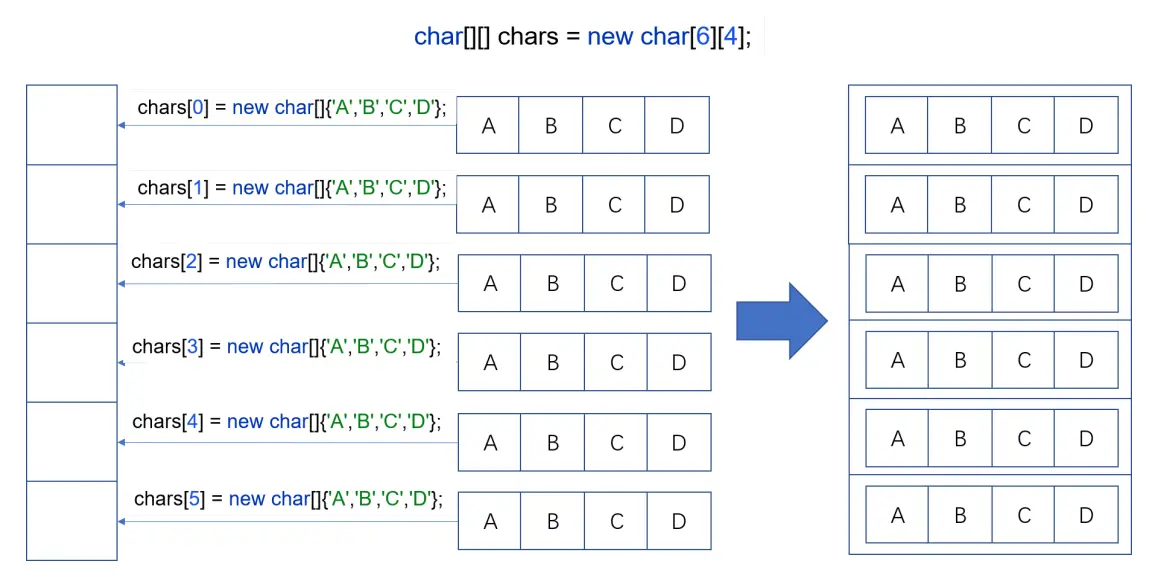 char[][] chars = new char[6][4];
chars[0] = new char[]{'A','B','C','D'};
A B C D
A B C D
chars[1] = new char[]{'A','B','C','D'};
A B C D
A B C D
chars[2] = new char[]{'A','B','C','D'};
A B C D
A B C D
chars[3] = new char[]{'A','B','C','D'};
A B C D
A B C D
chars[4] = new char[]{'A','B','C','D'};
A B C D
A B C D
chars[5] = new char[]{'A','B','C','D'};
A B C D
A B C D